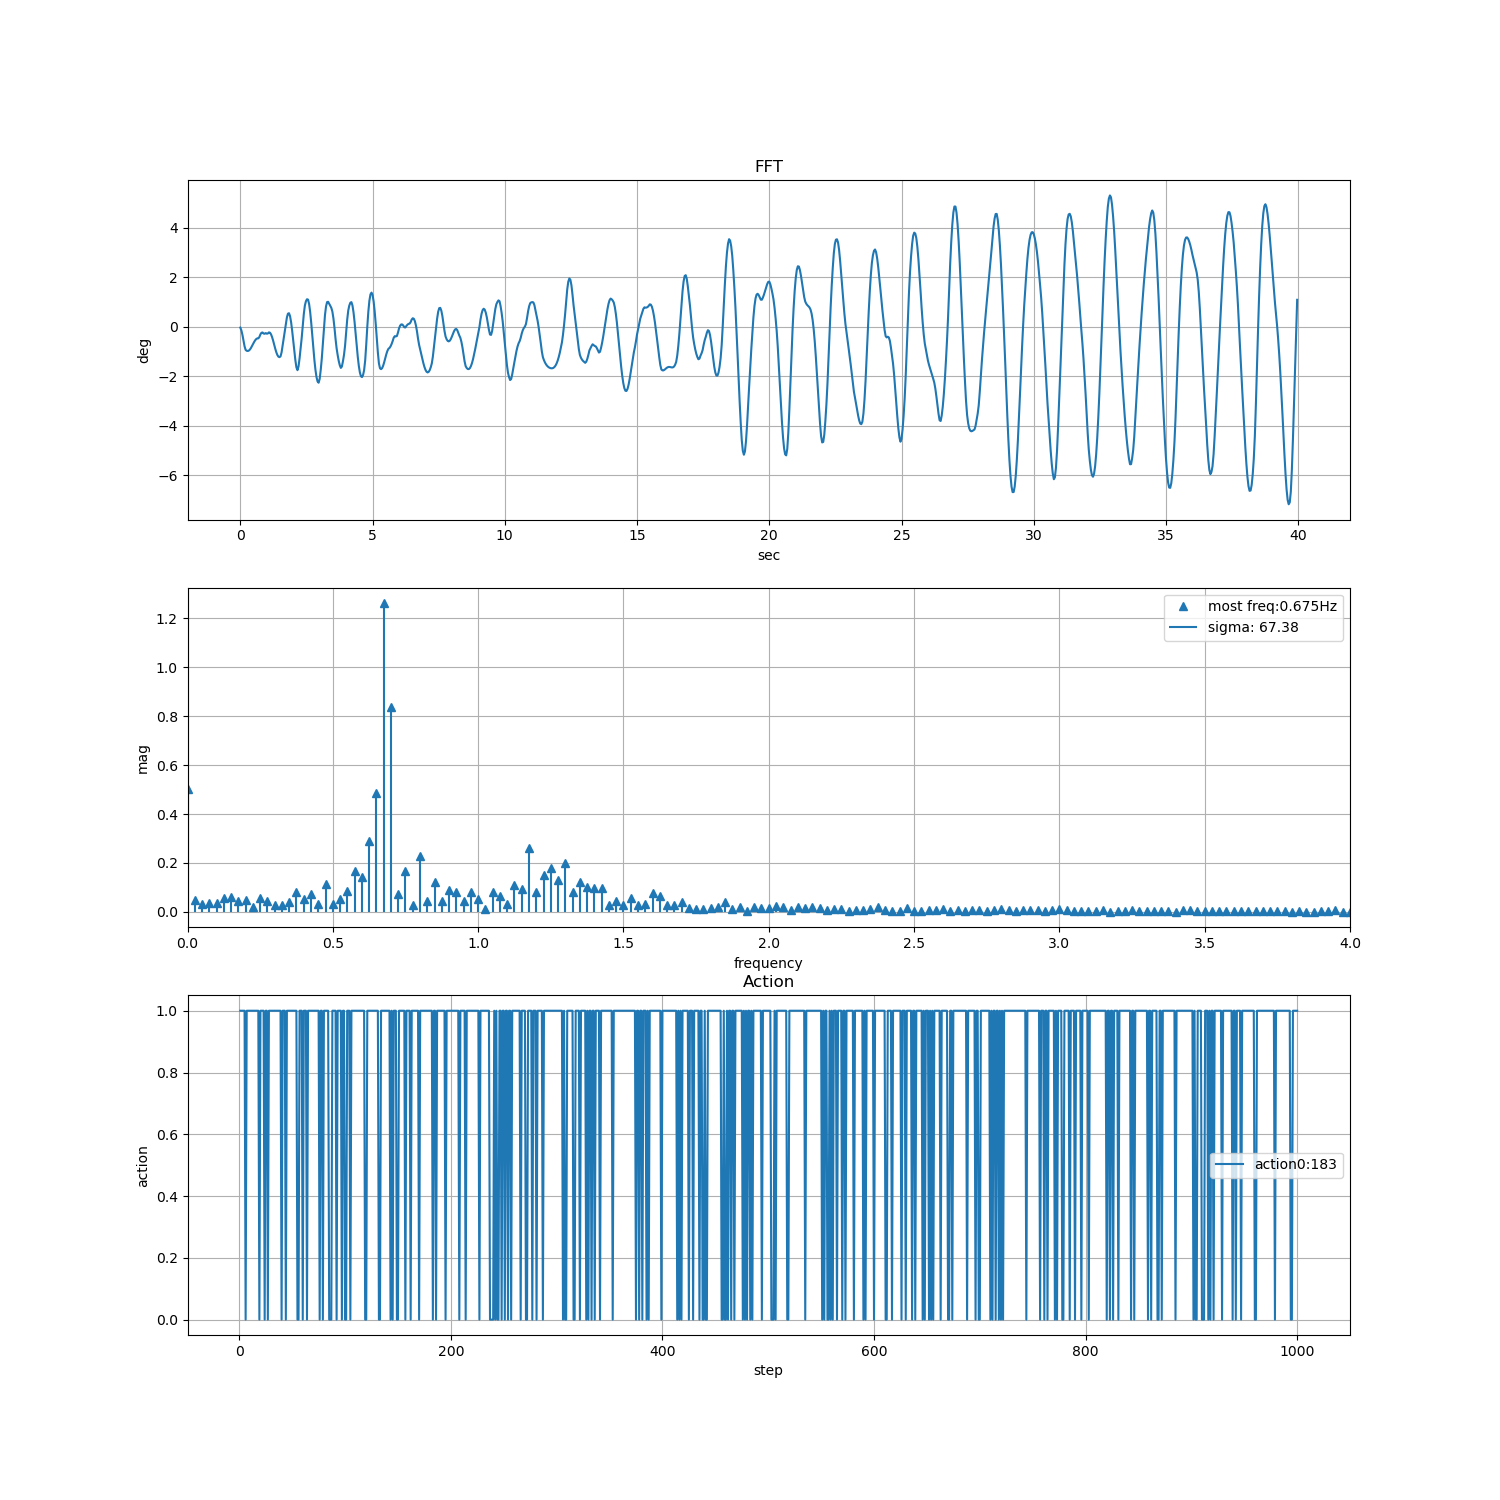 FFT
4
2
0
−2
−4
−6
deg
0 5 10 15 20 25 30 35 40
sec
1.2
1.0
0.8
0.6
0.4
0.2
0.0
mag
most freq:0.675Hz
sigma: 67.38
0.0 0.5 1.0 1.5 2.0 2.5 3.0 3.5 4.0
frequency
Action
1.0
0.8
0.6
0.4
0.2
0.0
action
action0:183
0 200 400 600 800 1000
step